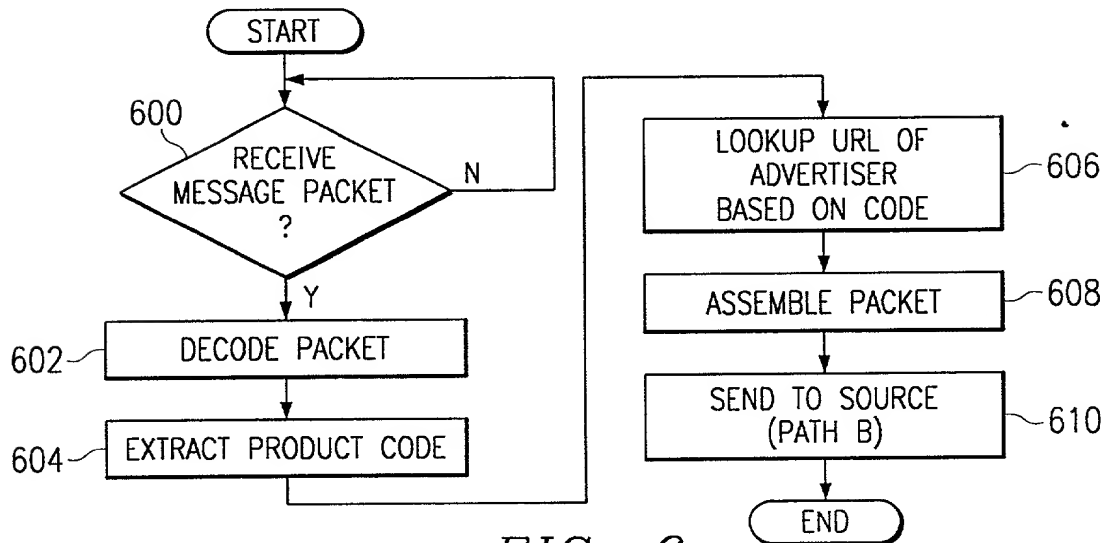 START
600
RECEIVE
MESSAGE PACKET
?
N
Y
602
DECODE PACKET
604
EXTRACT PRODUCT CODE
LOOKUP URL OF
ADVERTISER
BASED ON CODE
606
ASSEMBLE PACKET
608
SEND TO SOURCE
(PATH B)
610
END